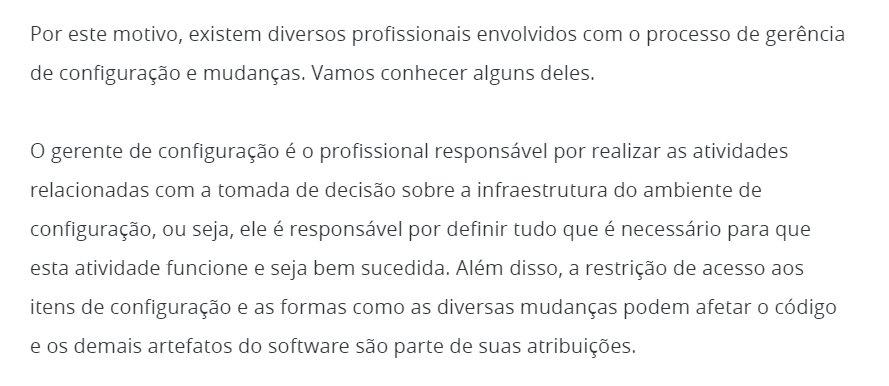 Por este motivo, existem diversos profissionais envolvidos com o processo de gerência
de configuração e mudanças. Vamos conhecer alguns deles.
O gerente de configuração é o profissional responsável por realizar as atividades
relacionadas com a tomada de decisão sobre a infraestrutura do ambiente de
configuração, ou seja, ele é responsável por definir tudo que é necessário para que
esta atividade funcione e seja bem sucedida. Além disso, a restrição de acesso aos
itens de configuração e as formas como as diversas mudanças podem afetar o código
e os demais artefatos do software são parte de suas atribuições.